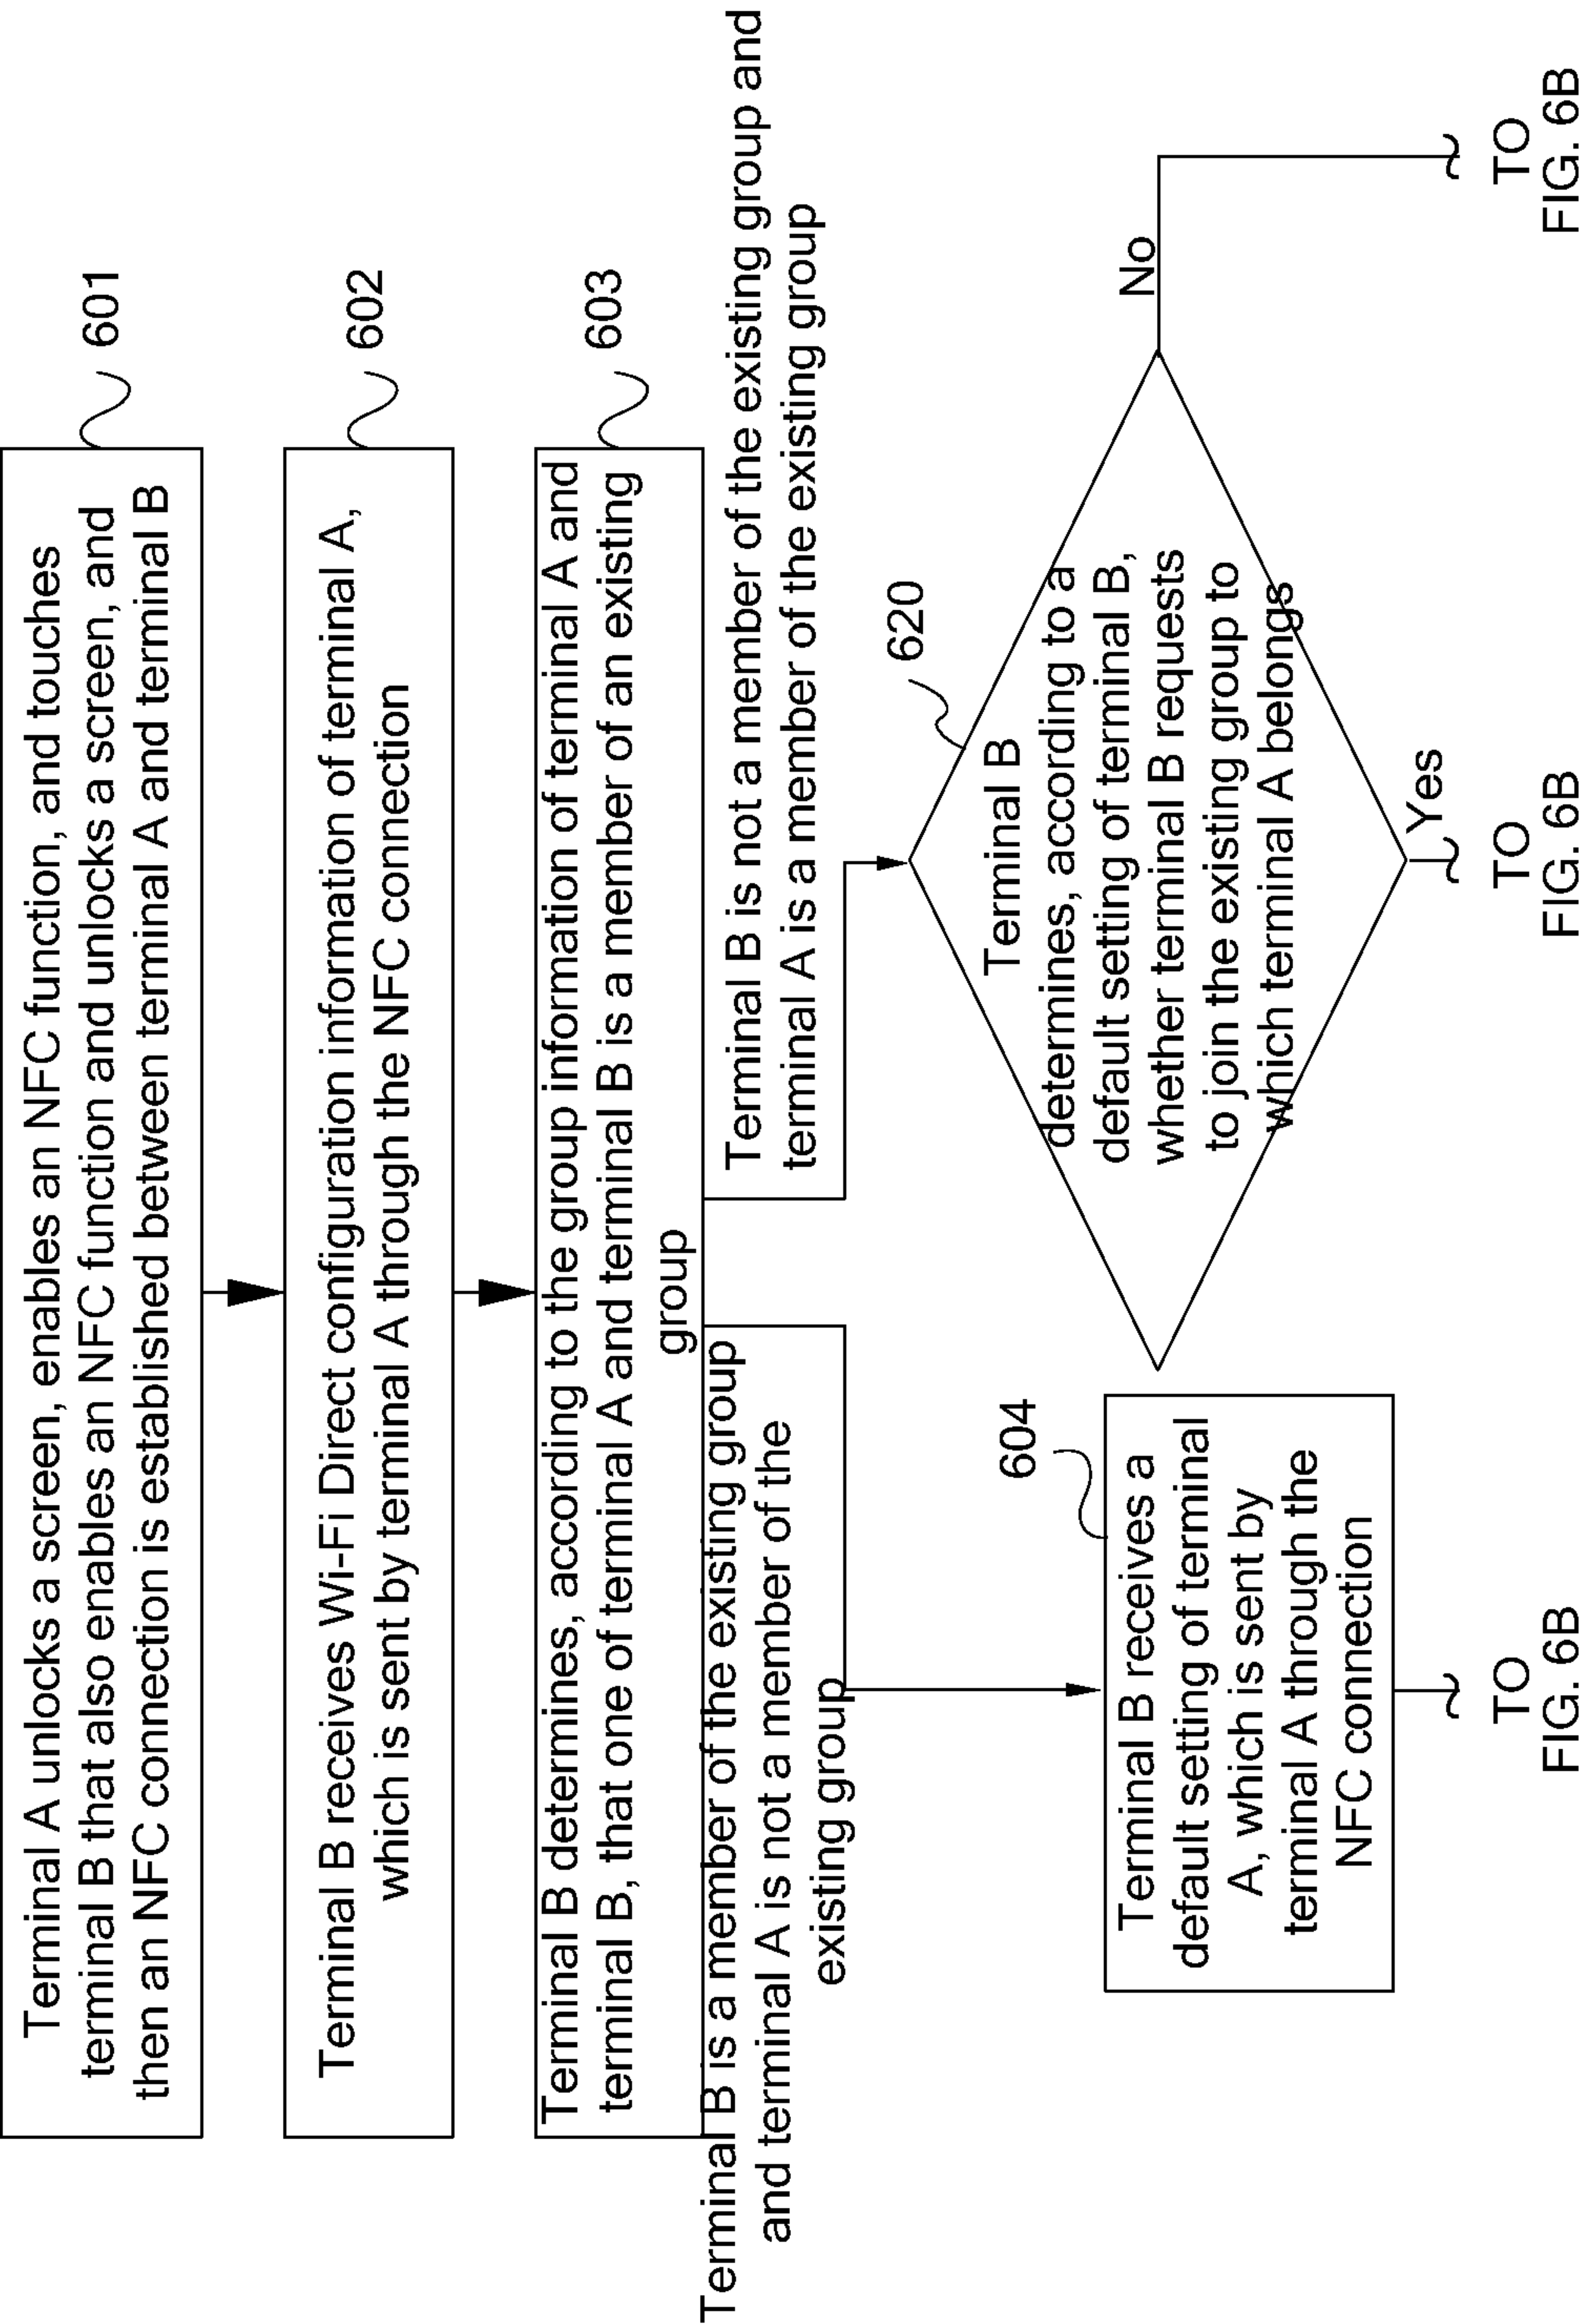 Terminal A unlocks a screen, enables an NFC function, and touches
terminal B that also enables an NFC function and unlocks a screen, and
then an NFC connection is established between terminal A and terminal B
601
Terminal B receives Wi-Fi Direct configuration information of terminal A,
which is sent by terminal A through the NFC connection
602
Terminal B determines, according to the group information of terminal A and
terminal B, that one of terminal A and terminal B is a member of an existing
group
603
Terminal B is a member of the existing group
and terminal A is not a member of the
existing group
Terminal B is not a member of the existing group and
terminal A is a member of the existing group
604
Terminal B receives a
default setting of terminal
A, which is sent by
terminal A through the
NFC connection
620
Terminal B
determines, according to a
default setting of terminal B,
whether terminal B requests
to join the existing group to
which terminal A belongs
No
Yes
TO
FIG. 6B
TO
FIG. 6B
TO
FIG. 6B